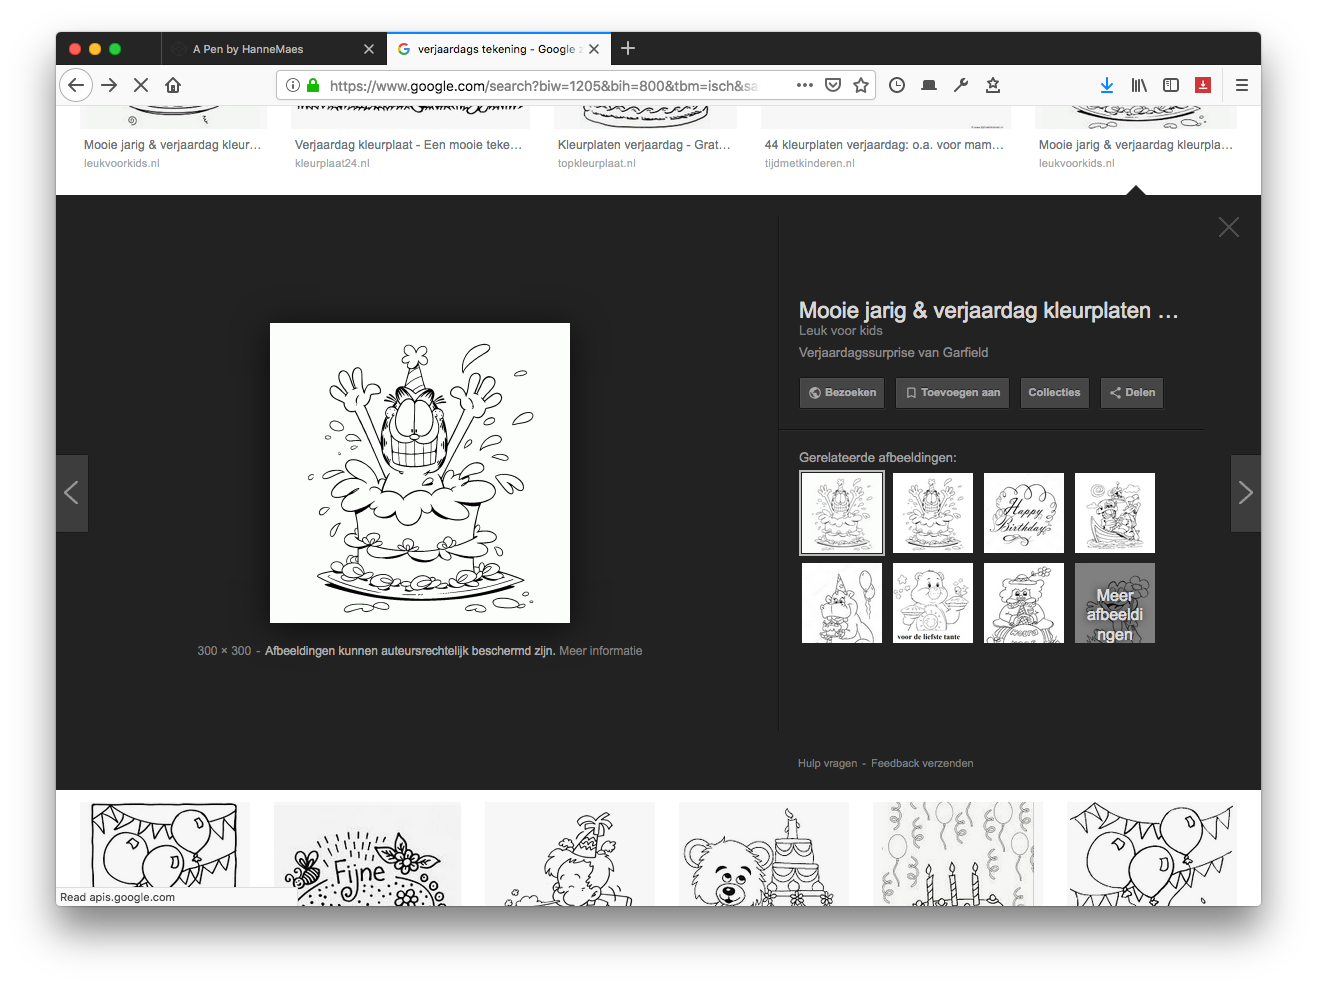 A Pen by HanneMaes
verjaardags tekening - Google
https://www.google.com/search?biw=1205&bih=800&tbm=isch&sa
Mooie jarig & verjaardag kleur...
leukvoorkids.nl
Verjaardag kleurplaat - Een mooie teke...
kleurplaat24.nl
Kleurplaten verjaardag - Grat...
topkleurplaat.nl
44 kleurplaten verjaardag: o.a. voor mam...
tijdmetkinderen.nl
Mooie jarig & verjaardag kleurpla...
leukvoorkids.nl
Mooie jarig & verjaardag kleurplaten ...
Leuk voor kids
Verjaardagssurprise van Garfield
Bezoeken
Toevoegen aan
Collecties
Delen
Gerelateerde afbeeldingen:
Happy
Birthday
voor de liefste tante
Meer
afbeeldi
ngen
300 × 300 - Afbeeldingen kunnen auteursrechtelijk beschermd zijn. Meer informatie
Hulp vragen - Feedback verzenden
Fijne
Read apis.google.com